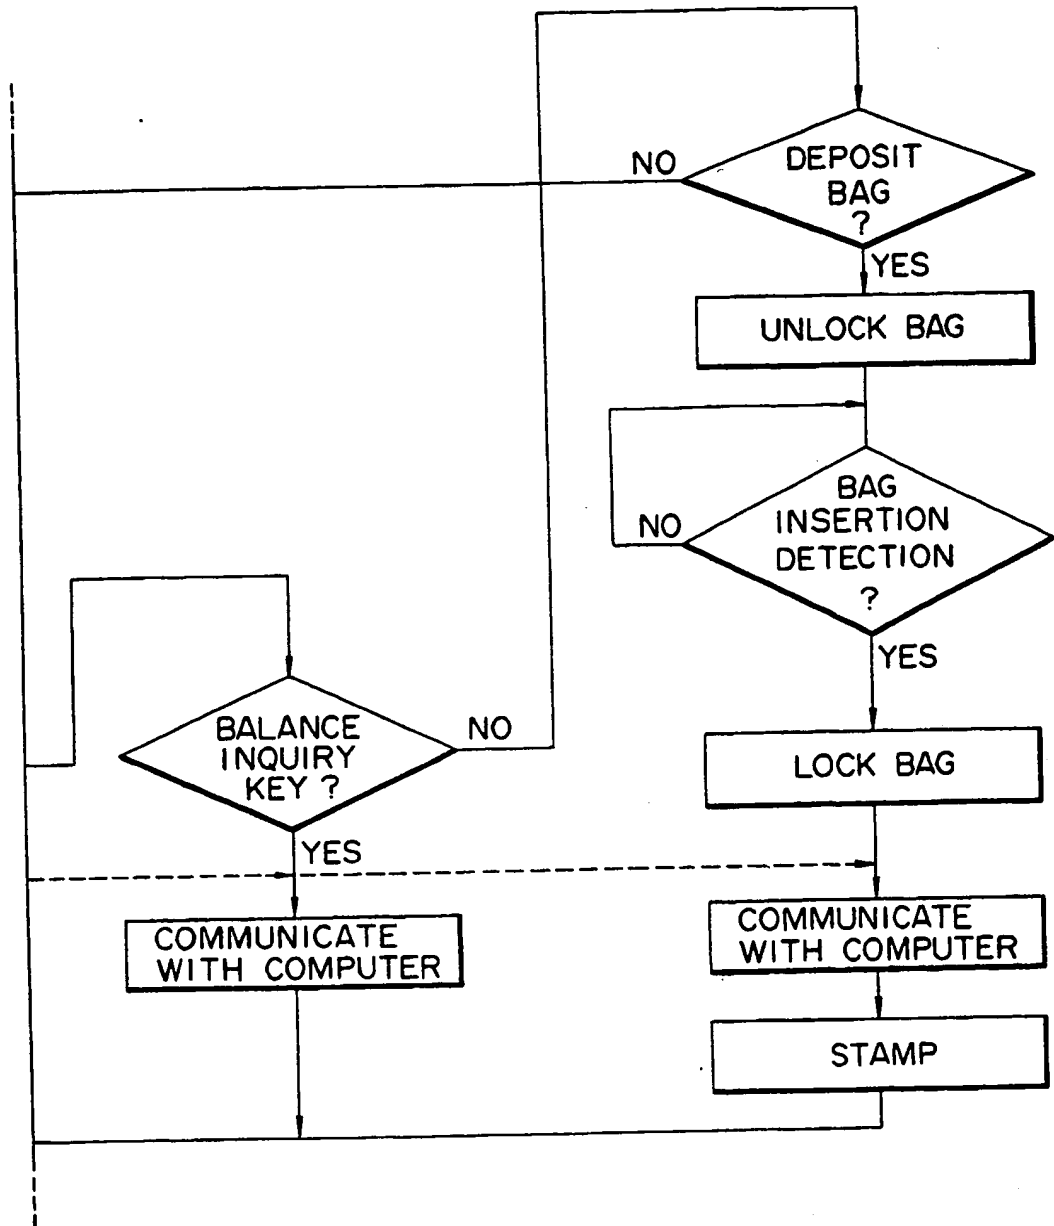 NO
DEPOSIT
BAG
?
YES
UNLOCK BAG
NO
BAG
INSERTION
DETECTION
?
YES
LOCK BAG
BALANCE
INQUIRY
KEY ?
NO
YES
COMMUNICATE
WITH COMPUTER
COMMUNICATE
WITH COMPUTER
STAMP